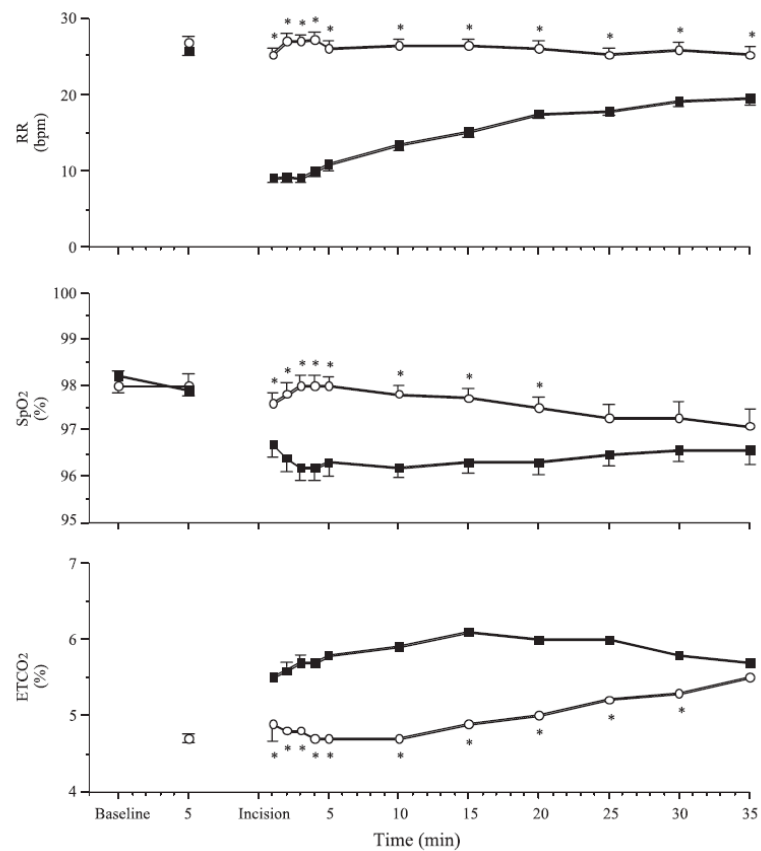 30
* * * * * * * * * * *
20
RR
(bpm)
10
0
100
99
* * * * * * * *
98
SpO2
(%)
97
96
95
7
6
ETCO2
(%)
5
* * * * * * * * * *
4
Baseline 5 Incision 5 10 15 20 25 30 35
Time (min)